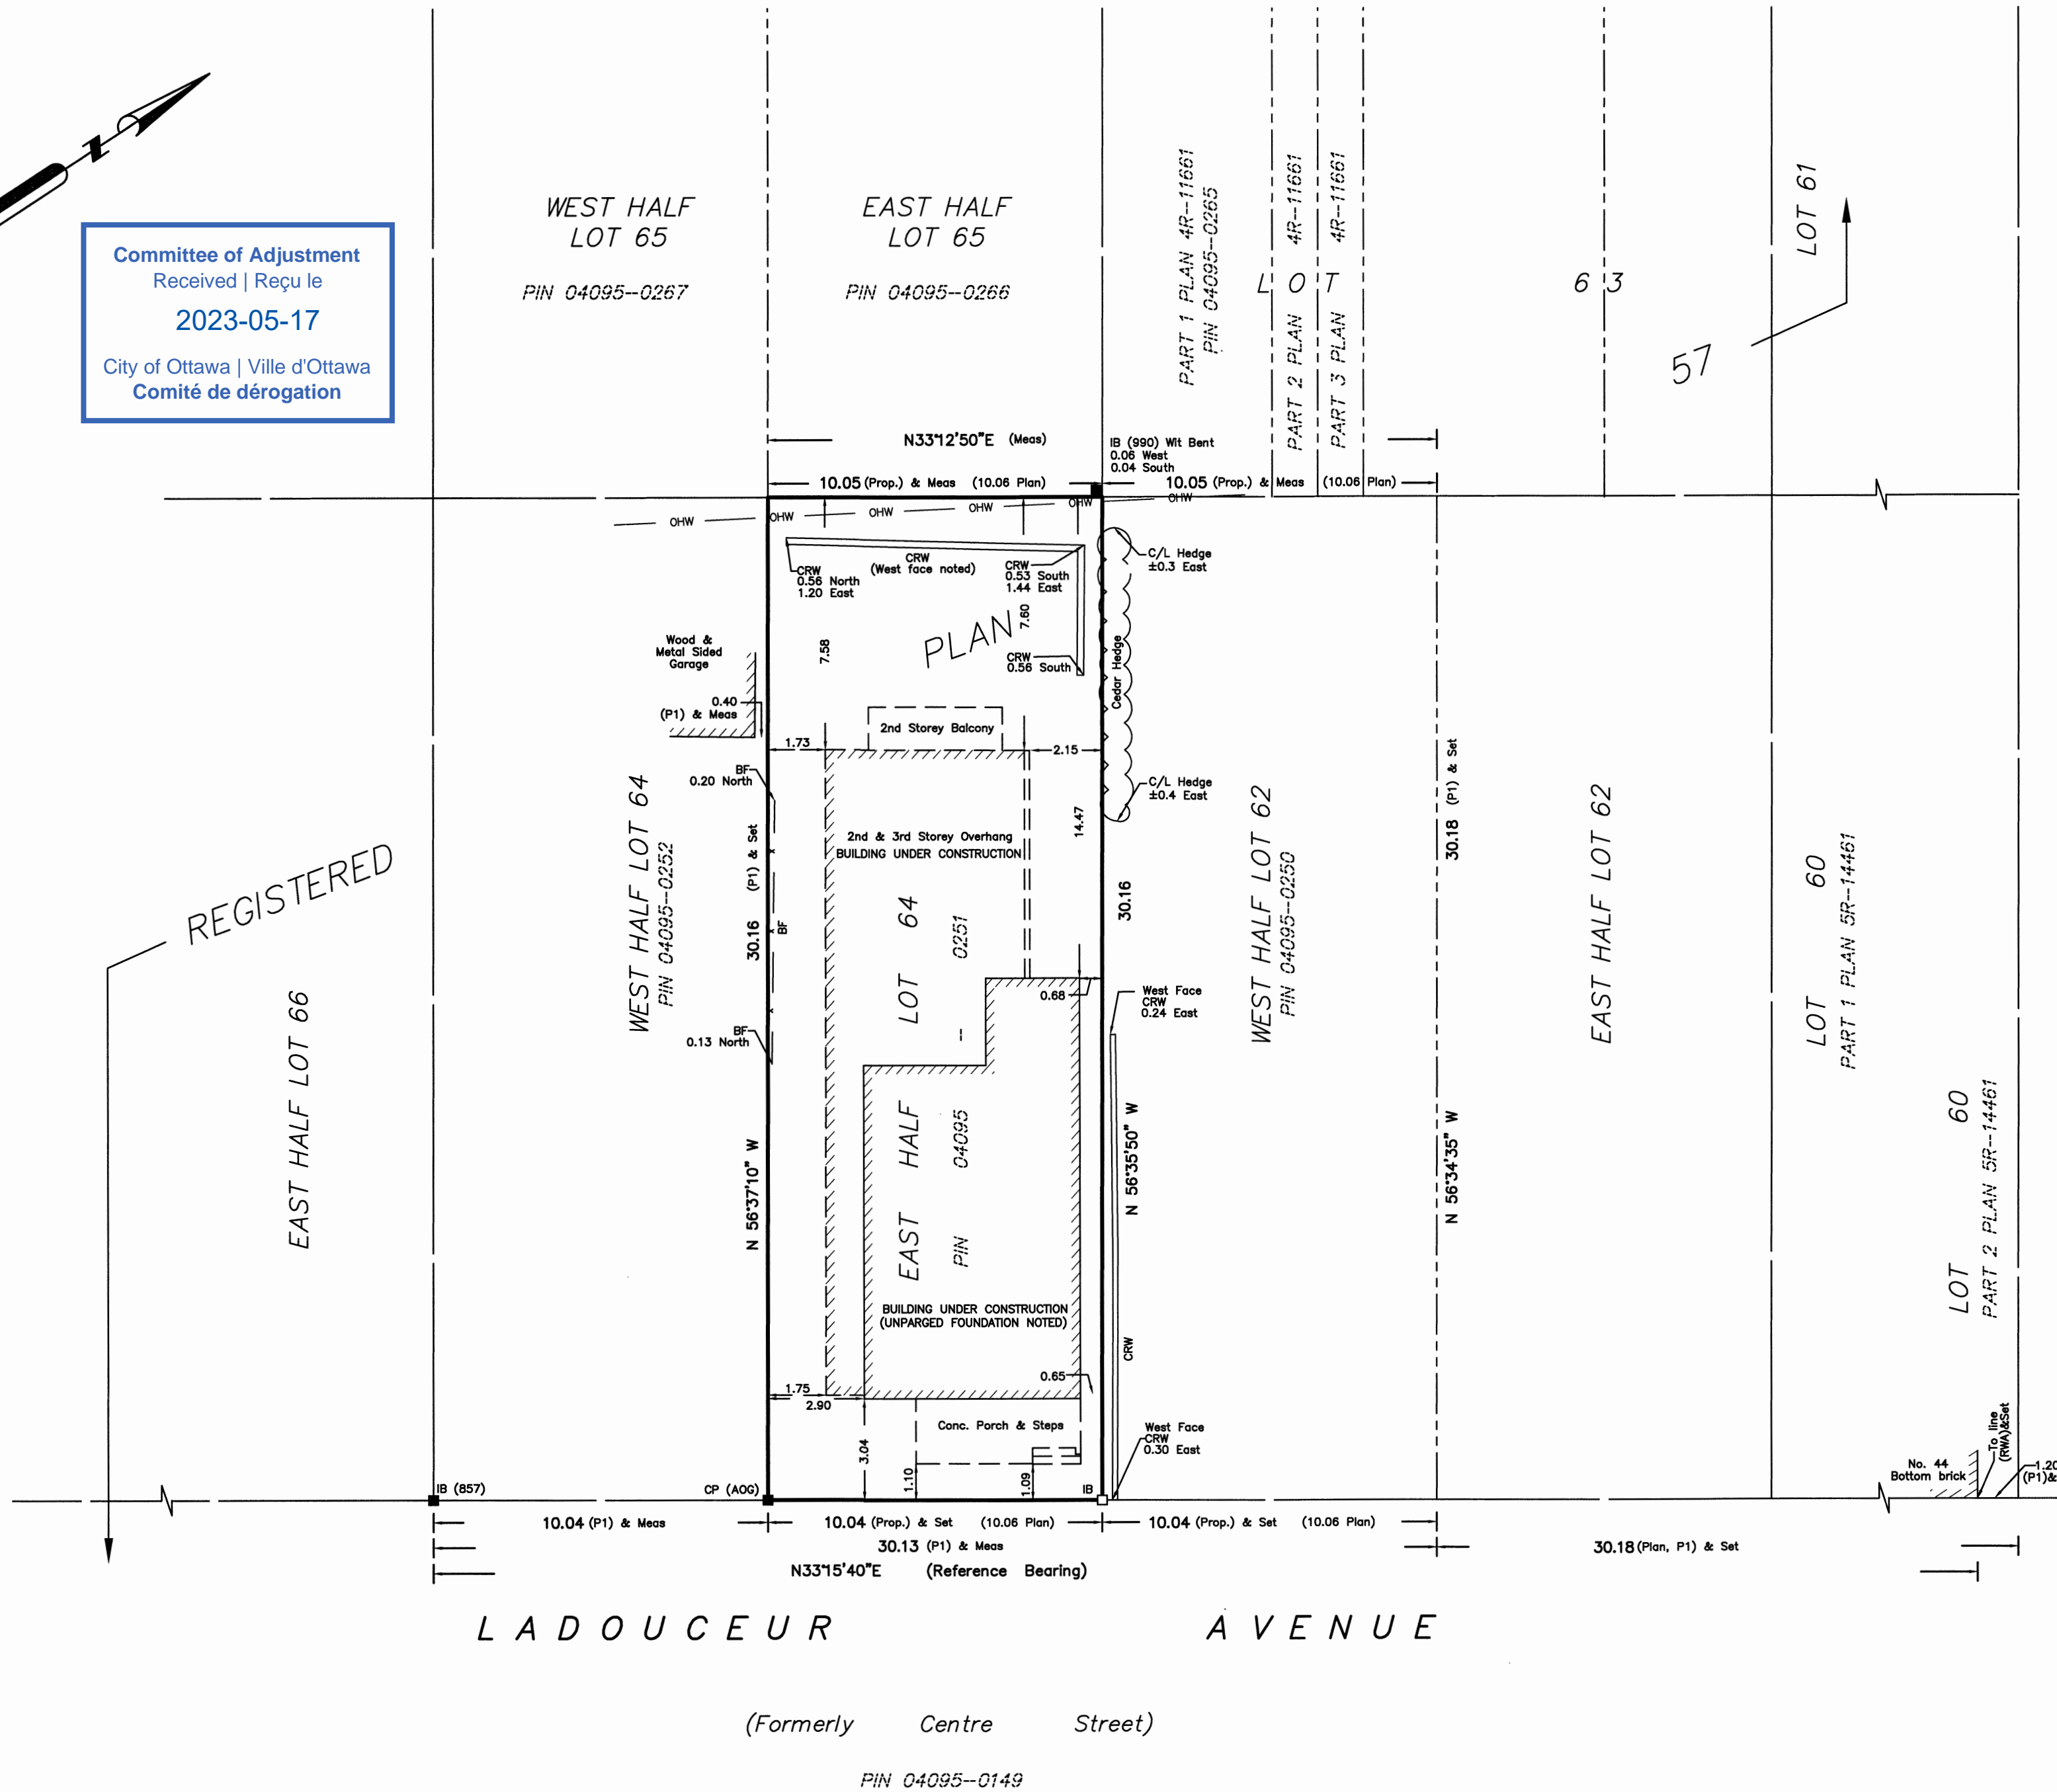 Z
Committee of Adjustment
Received | Reçu le
2023-05-17
City of Ottawa | Ville d'Ottawa
Comité de dérogation
WEST HALF
LOT 65
PIN 04095--0267
EAST HALF
LOT 65
PIN 04095--0266
PART 1 PLAN 4R--11661
PIN 04095--0265
PART 2 PLAN 4R--11661
PART 3 PLAN 4R--11661
LOT 63
LOT 61
57
N33°12'50"E (Meas)
IB (990) Wit Bent
0.06 West
0.04 South
10.05 (Prop.) & Meas (10.06 Plan)
10.05 (Prop.) & Meas (10.06 Plan)
OHW OHW OHW OHW OHW OHW
CRW
(West face noted)
CRW
0.56 North
1.20 East
CRW
0.53 South
1.44 East
C/L Hedge
±0.3 East
7.58
7.60
PLAN
CRW
0.56 South
Cedar Hedge
Wood &
Metal Sided
Garage
0.40
(P1) & Meas
2nd Storey Balcony
1.73
2.15
BF
0.20 North
C/L Hedge
±0.4 East
14.47
2nd & 3rd Storey Overhang
BUILDING UNDER CONSTRUCTION
WEST HALF LOT 64
PIN 04095--0252
30.16 (P1) & Set
BF
N 56°37'10" W
EAST HALF LOT 64
PIN 04095 -- 0251
30.16
N 56°35'50" W
WEST HALF LOT 62
PIN 04095--0250
30.18 (P1) & Set
N 56°34'35" W
EAST HALF LOT 62
LOT 60
PART 1 PLAN 5R--14461
LOT 60
PART 2 PLAN 5R--14461
REGISTERED
EAST HALF LOT 66
0.68
West Face
CRW
0.24 East
BF
0.13 North
BUILDING UNDER CONSTRUCTION
(UNPARGED FOUNDATION NOTED)
CRW
0.65
1.75
2.90
Conc. Porch & Steps
3.04
1.10
1.09
West Face
CRW
0.30 East
No. 44
Bottom brick
To line
(RWA)&Set
1.20
(P1)&
IB (857)
CP (AOG)
IB
10.04 (P1) & Meas
10.04 (Prop.) & Set (10.06 Plan)
10.04 (Prop.) & Set (10.06 Plan)
30.13 (P1) & Meas
30.18 (Plan, P1) & Set
N33°15'40"E (Reference Bearing)
LADOUCEUR AVENUE
(Formerly Centre Street)
PIN 04095--0149